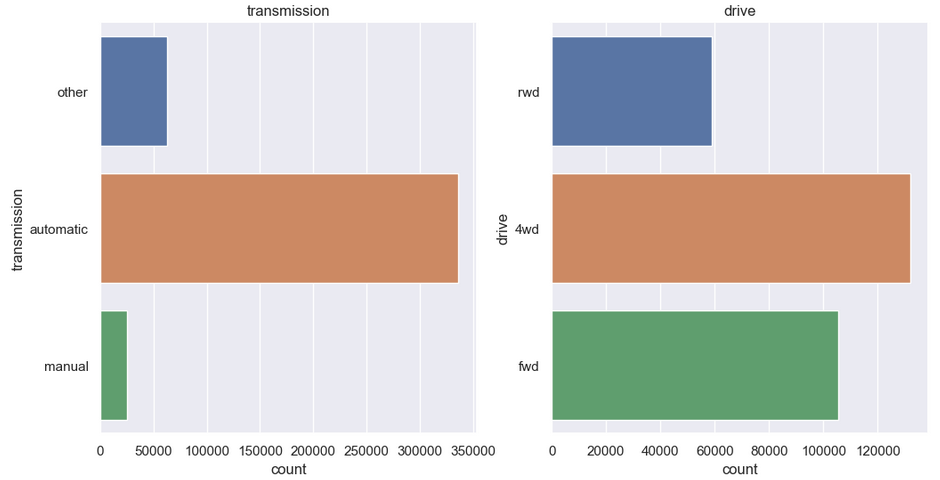 transmission
other
automatic
manual
transmission
0 50000 100000 150000 200000 250000 300000 350000
count
drive
rwd
4wd
fwd
drive
0 20000 40000 60000 80000 100000 120000
count